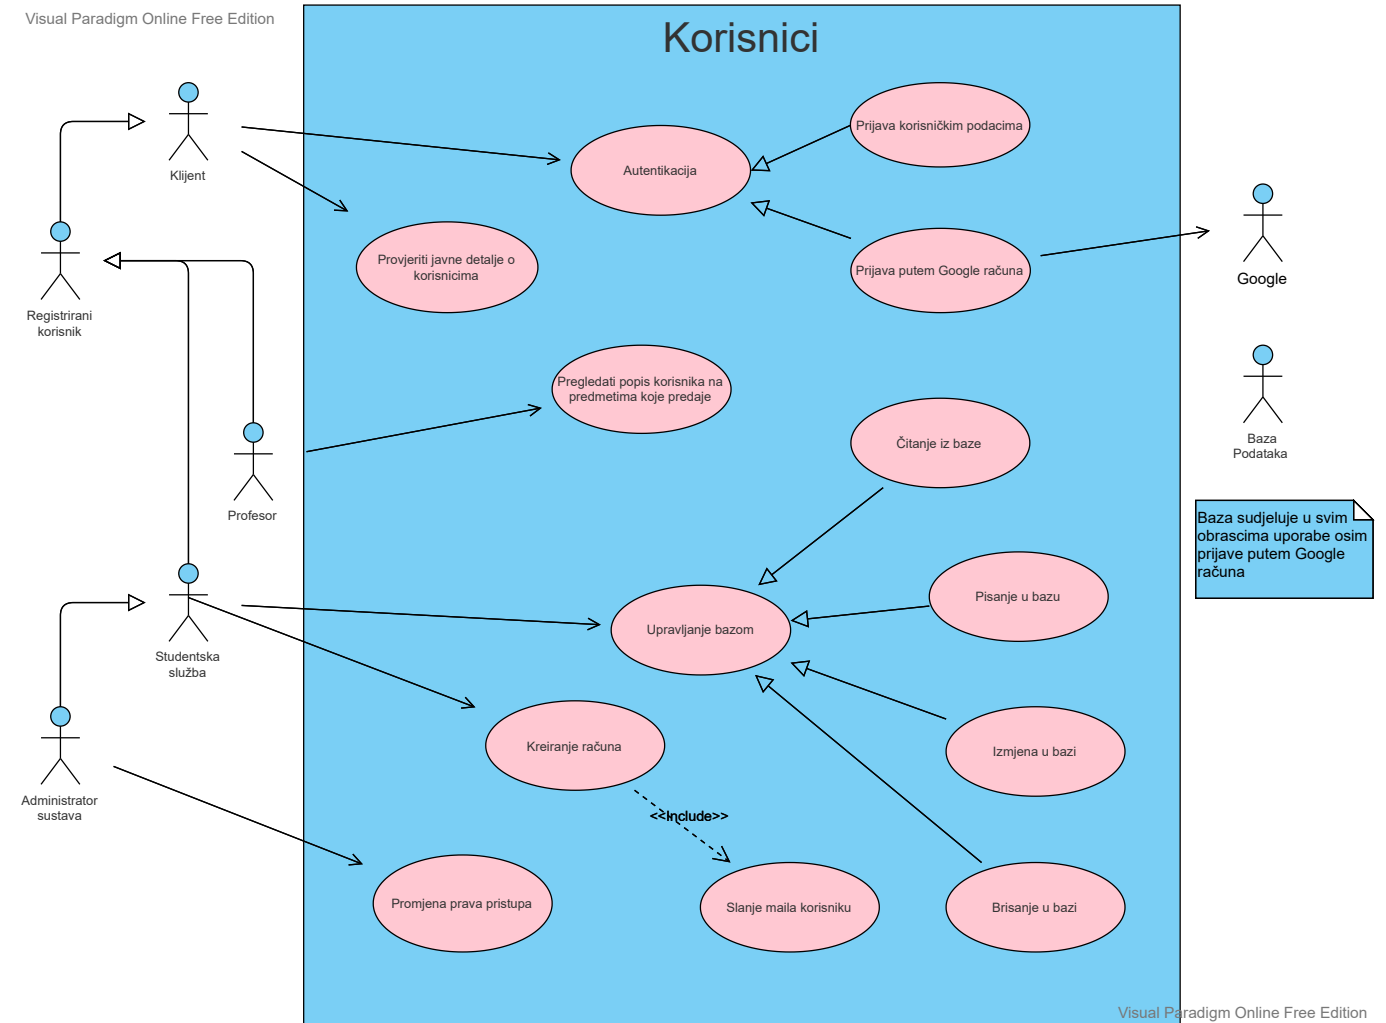 Visual Paradigm Online Free Edition
Korisnici
Klijent
Autentikacija
Prijava korisničkim podacima
Provjeriti javne detalje o
korisnicima
Prijava putem Google računa
Google
Registrirani
korisnik
Pregledati popis korisnika na
predmetima koje predaje
Čitanje iz baze
Baza
Podataka
Profesor
Baza sudjeluje u svim
obrascima uporabe osim
prijave putem Google
računa
Pisanje u bazu
Upravljanje bazom
Studentska
služba
Kreiranje računa
Izmjena u bazi
Administrator
sustava
<<Include>>
Promjena prava pristupa
Slanje maila korisniku
Brisanje u bazi
Visual Paradigm Online Free Edition